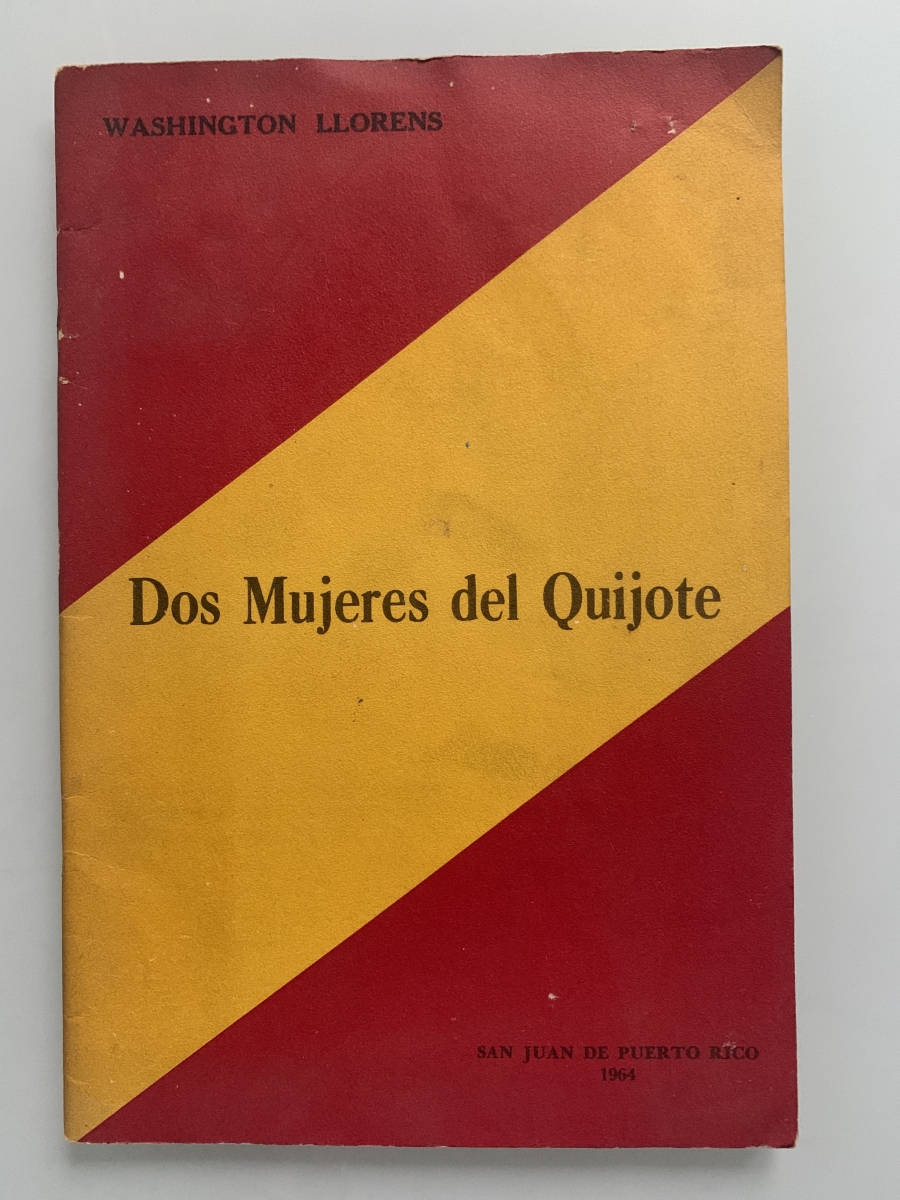 WASHINGTON LLORENS
Dos Mujeres del Quijote
SAN JUAN DE PUERTO RICO
1964